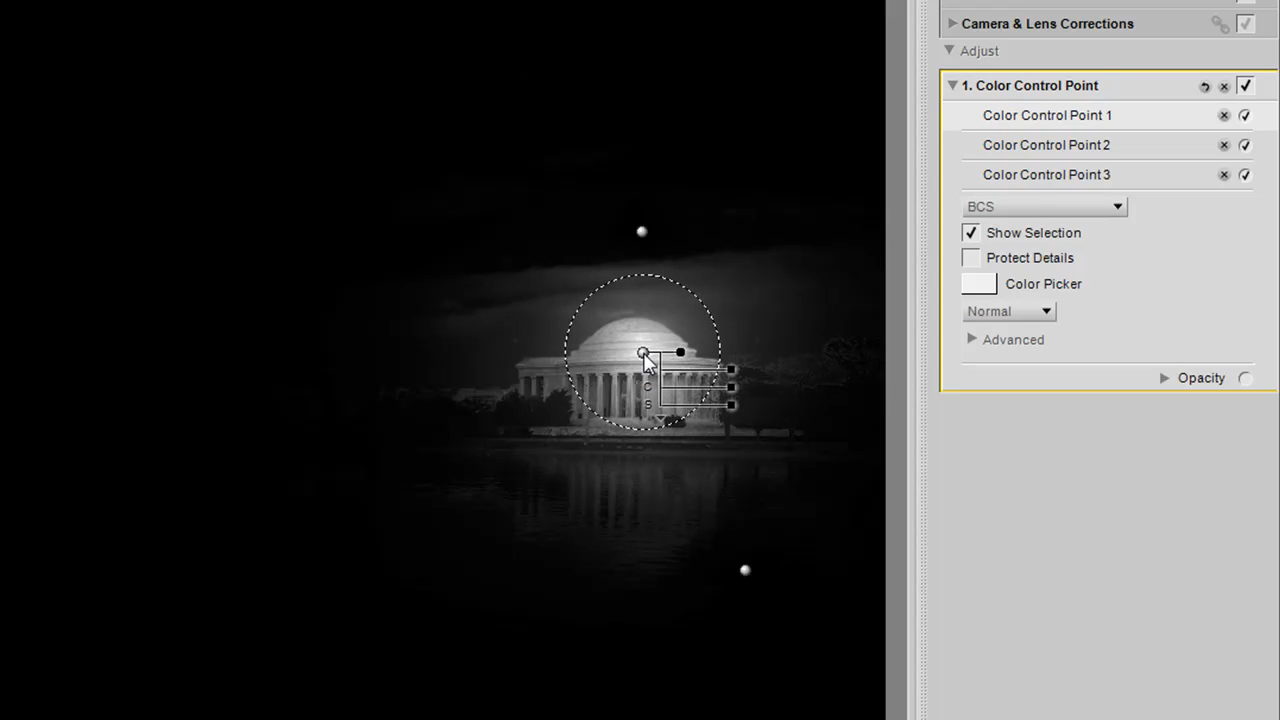 Camera & Lens Corrections
Adjust
1. Color Control Point
Color Control Point 1
Color Control Point 2
Color Control Point 3
BCS
Show Selection
Protect Details
Color Picker
Normal
Advanced
Opacity
C
S